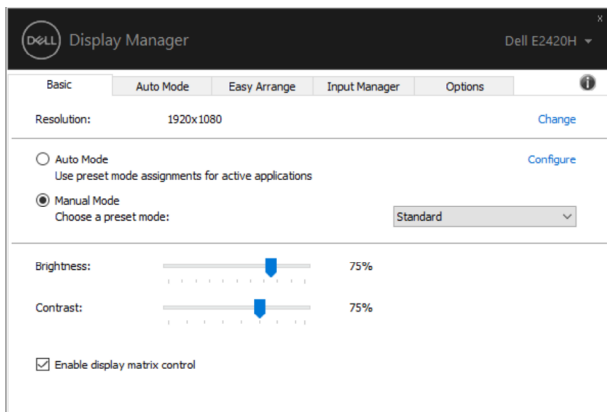 x
DELL Display Manager Dell E2420H
Basic Auto Mode Easy Arrange Input Manager Options i
Resolution: 1920x1080 Change
Auto Mode Configure
Use preset mode assignments for active applications
Manual Mode
Choose a preset mode: Standard
Brightness: 75%
Contrast: 75%
Enable display matrix control